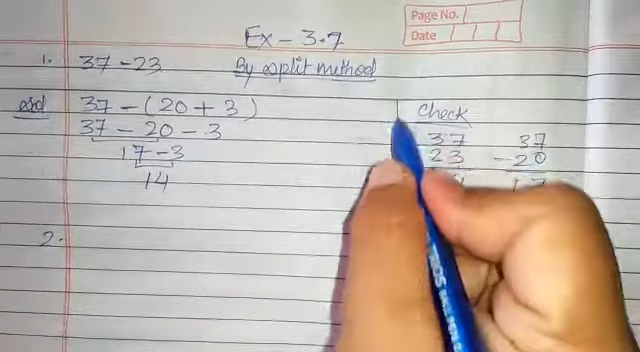 Page No.
Date
Ex - 3.7
1. 37 - 23 By split method
sol 37 - (20 + 3)
37 - 20 - 3
17 - 3
14
Check
37 37
23 - 20
2.